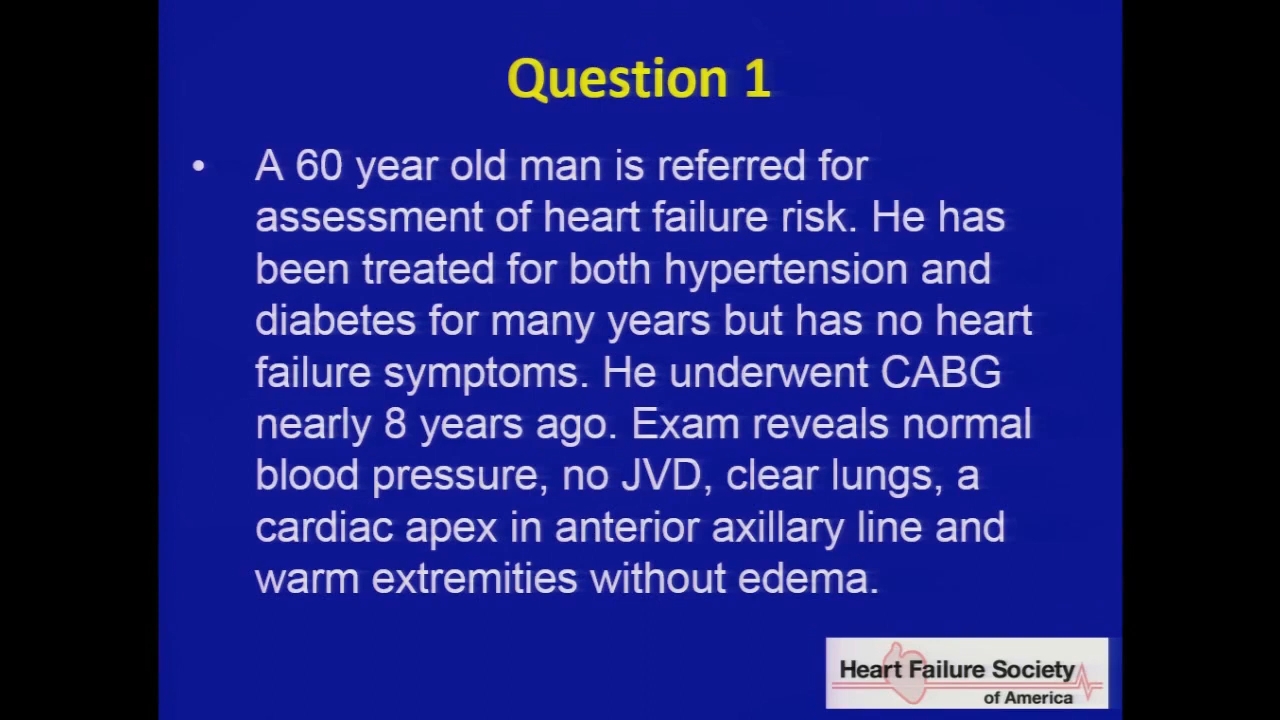 Question 1
• A 60 year old man is referred for
assessment of heart failure risk. He has
been treated for both hypertension and
diabetes for many years but has no heart
failure symptoms. He underwent CABG
nearly 8 years ago. Exam reveals normal
blood pressure, no JVD, clear lungs, a
cardiac apex in anterior axillary line and
warm extremities without edema.
Heart Failure Society
of America